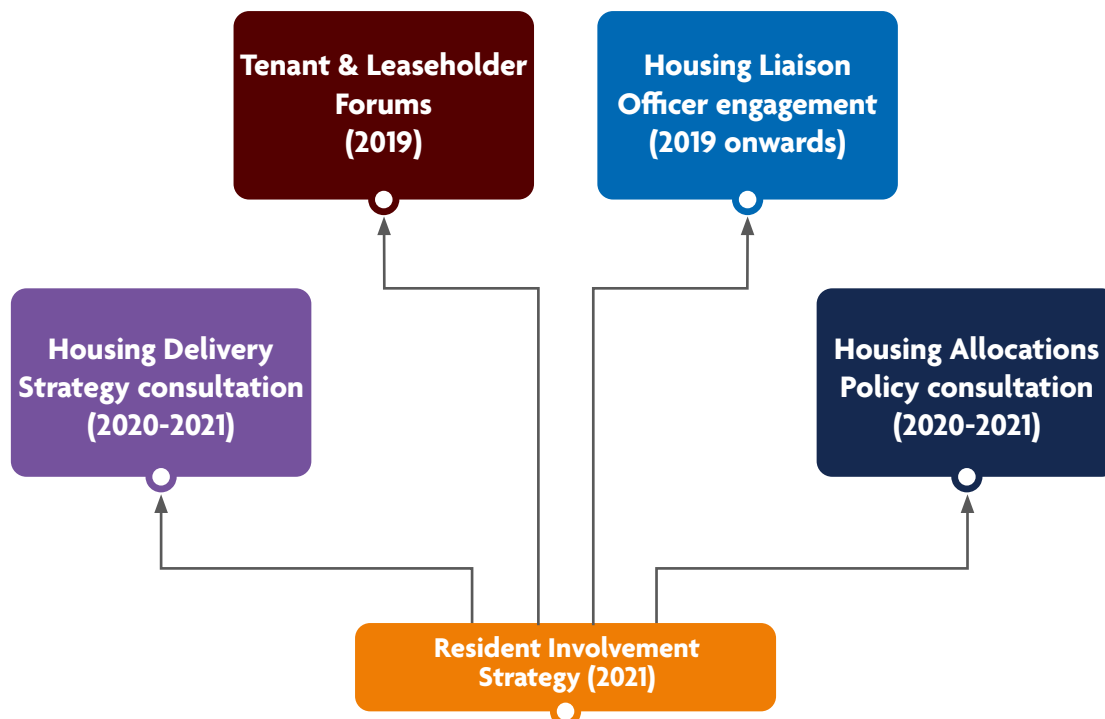 Tenant & Leaseholder
Forums
(2019)
Housing Liaison
Officer engagement
(2019 onwards)
Housing Delivery
Strategy consultation
(2020-2021)
Housing Allocations
Policy consultation
(2020-2021)
Resident Involvement
Strategy (2021)